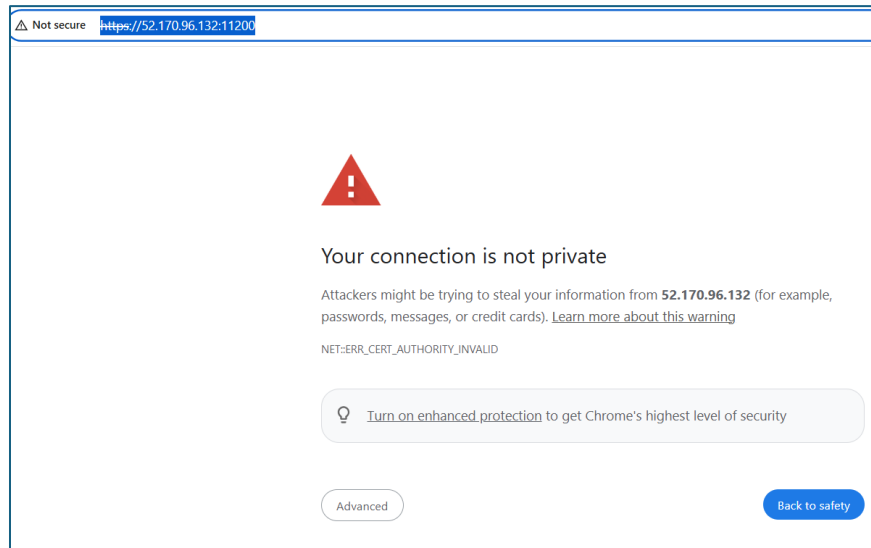 Not secure https://52.170.96.132:11200
Your connection is not private
Attackers might be trying to steal your information from 52.170.96.132 (for example,
passwords, messages, or credit cards). Learn more about this warning
NET::ERR_CERT_AUTHORITY_INVALID
Turn on enhanced protection to get Chrome's highest level of security
Advanced Back to safety